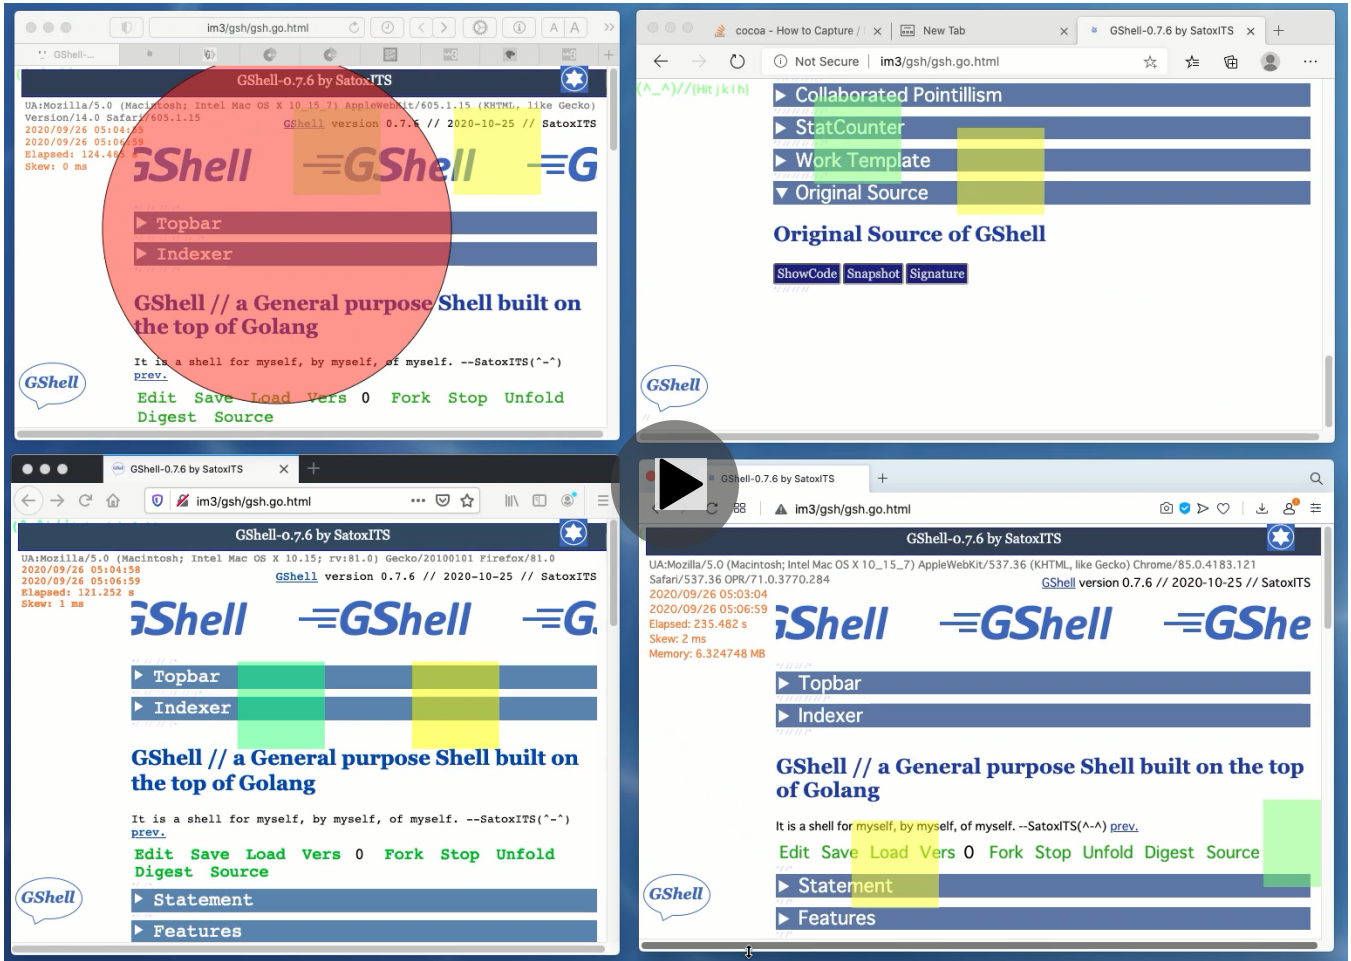 im3/gsh/gsh.go.html
A A
GShell-...
GShell-0.7.6 by SatoxITS
UA:Mozilla/5.0 (Macintosh; Intel Mac OS X 10_15_7) AppleWebKit/605.1.15 (KHTML, like Gecko)
Version/14.0 Safari/605.1.15
2020/09/26 05:04:55
GShell version 0.7.6 // 2020-10-25 // SatoxITS
2020/09/26 05:06:59
Elapsed: 124.485 s
Skew: 0 ms
GShell GShell G
Topbar
Indexer
GShell // a General purpose Shell built on
the top of Golang
It is a shell for myself, by myself, of myself. --SatoxITS(^-^)
prev.
GShell
Edit Save Load Vers 0 Fork Stop Unfold
Digest Source
cocoa - How to Capture /
New Tab
GShell-0.7.6 by SatoxITS
Not Secure im3/gsh/gsh.go.html
(^_^)//{Hit j k l h}
Collaborated Pointillism
StatCounter
Work Template
Original Source
Original Source of GShell
ShowCode Snapshot Signature
GShell
GShell-0.7.6 by SatoxITS
im3/gsh/gsh.go.html
GShell-0.7.6 by SatoxITS
UA:Mozilla/5.0 (Macintosh; Intel Mac OS X 10.15; rv:81.0) Gecko/20100101 Firefox/81.0
2020/09/26 05:04:58
GShell version 0.7.6 // 2020-10-25 // SatoxITS
2020/09/26 05:06:59
Elapsed: 121.252 s
Skew: 1 ms
GShell GShell G
Topbar
Indexer
GShell // a General purpose Shell built on
the top of Golang
It is a shell for myself, by myself, of myself. --SatoxITS(^-^)
prev.
Edit Save Load Vers 0 Fork Stop Unfold
Digest Source
GShell
Statement
Features
GShell-0.7.6 by SatoxITS
im3/gsh/gsh.go.html
GShell-0.7.6 by SatoxITS
UA:Mozilla/5.0 (Macintosh; Intel Mac OS X 10_15_7) AppleWebKit/537.36 (KHTML, like Gecko) Chrome/85.0.4183.121
Safari/537.36 OPR/71.0.3770.284
GShell version 0.7.6 // 2020-10-25 // SatoxITS
2020/09/26 05:03:04
2020/09/26 05:06:59
Elapsed: 235.482 s
Skew: 2 ms
Memory: 6.324748 MB
GShell GShell GShe
Topbar
Indexer
GShell // a General purpose Shell built on the top
of Golang
It is a shell for myself, by myself, of myself. --SatoxITS(^-^) prev.
Edit Save Load Vers 0 Fork Stop Unfold Digest Source
GShell
Statement
Features